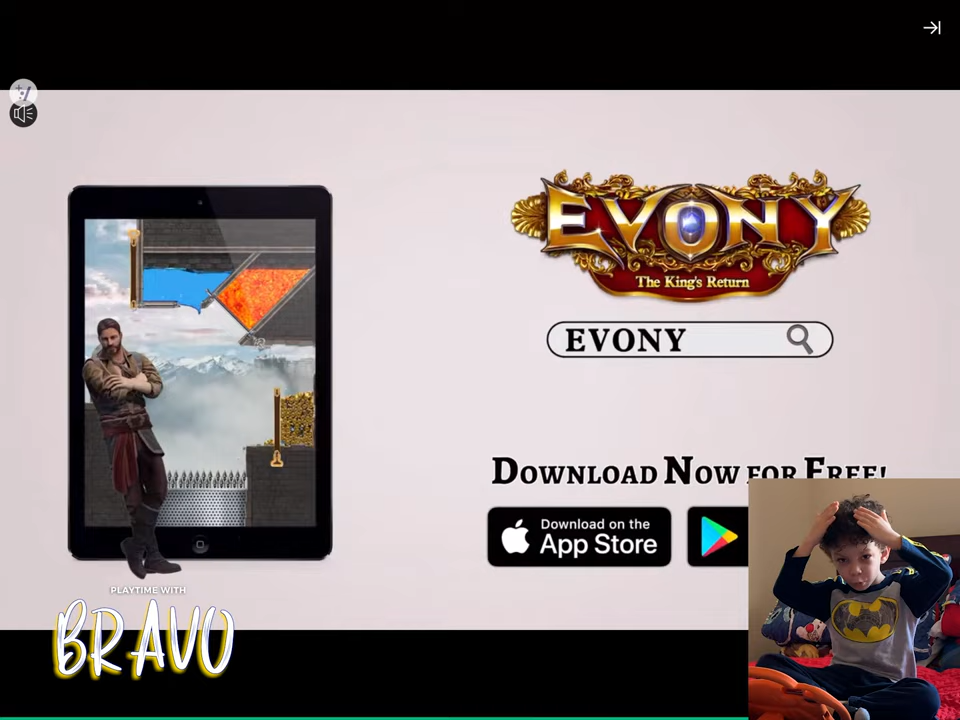 EVONY
The King's Return
EVONY
DOWNLOAD NOW FOR FREE!
Download on the
App Store
PLAYTIME WITH
BRAVO